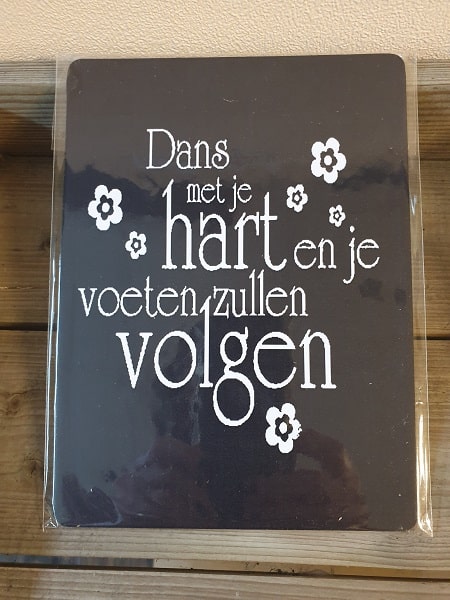 Dans
met je
hart en je
voeten zullen
volgen